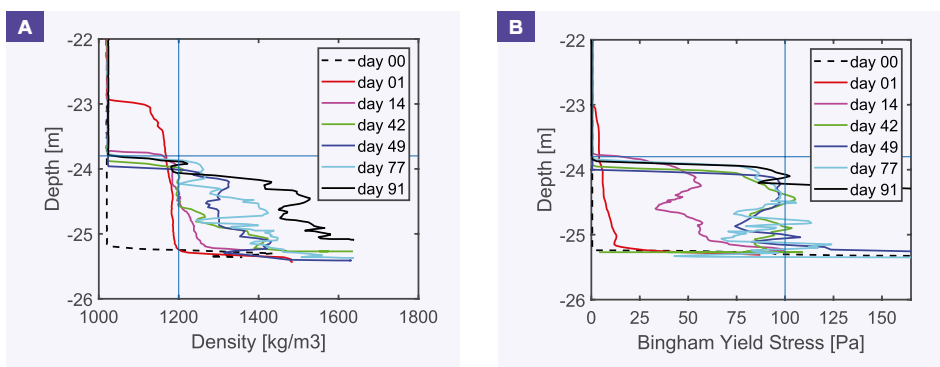 A
-22
-23
-24
-25
-26
Depth [m]
1000
1200
1400
1600
1800
Density [kg/m3]
day 00
day 01
day 14
day 42
day 49
day 77
day 91
B
-22
-23
-24
-25
-26
Depth [m]
0
25
50
75
100
125
150
Bingham Yield Stress [Pa]
day 00
day 01
day 14
day 42
day 49
day 77
day 91